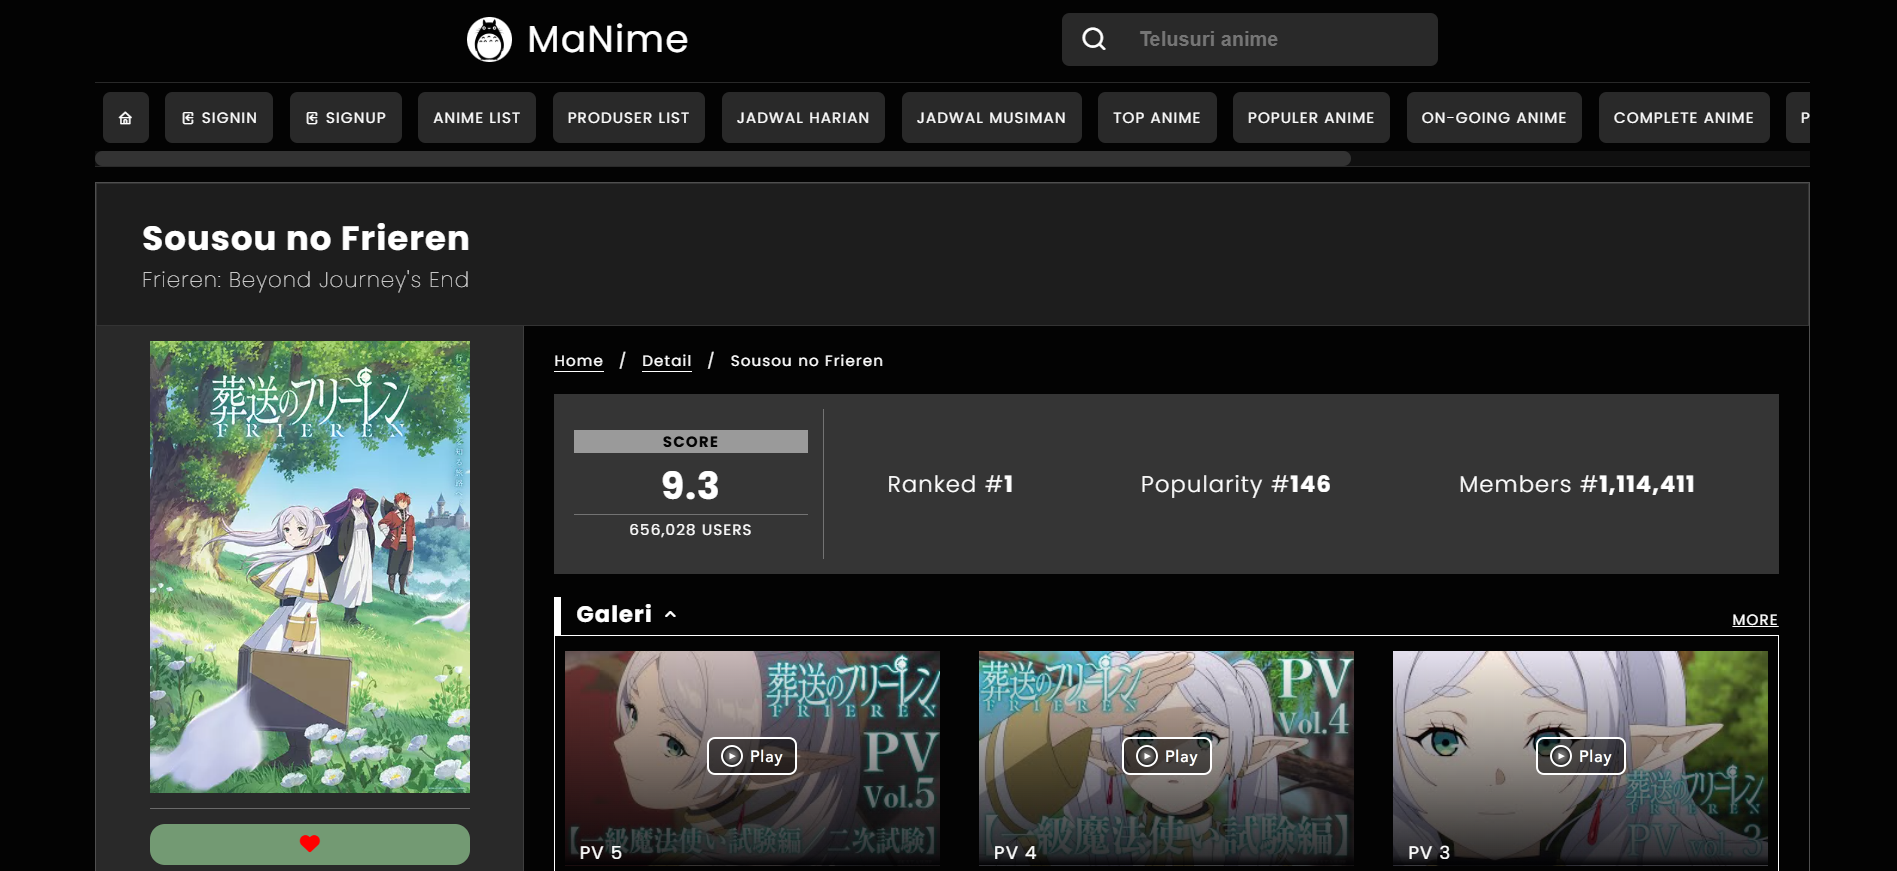 MaNime
Telusuri anime
SIGNIN
SIGNUP
ANIME LIST
PRODUSER LIST
JADWAL HARIAN
JADWAL MUSIMAN
TOP ANIME
POPULER ANIME
ON-GOING ANIME
COMPLETE ANIME
P
Sousou no Frieren
Frieren: Beyond Journey's End
葬送のフリーレン
FRIEREN
Home / Detail / Sousou no Frieren
SCORE
9.3
656,028 USERS
Ranked #1
Popularity #146
Members #1,114,411
Galeri
MORE
葬送のフリーレン
FRIEREN
PV
Vol.5
Play
【一級魔法使い試験編/二次試験】
PV 5
葬送のフリーレン
FRIEREN
PV
Vol.4
Play
【一級魔法使い試験編】
PV 4
Play
葬送のフリーレン
FRIEREN
PV vol.3
PV 3